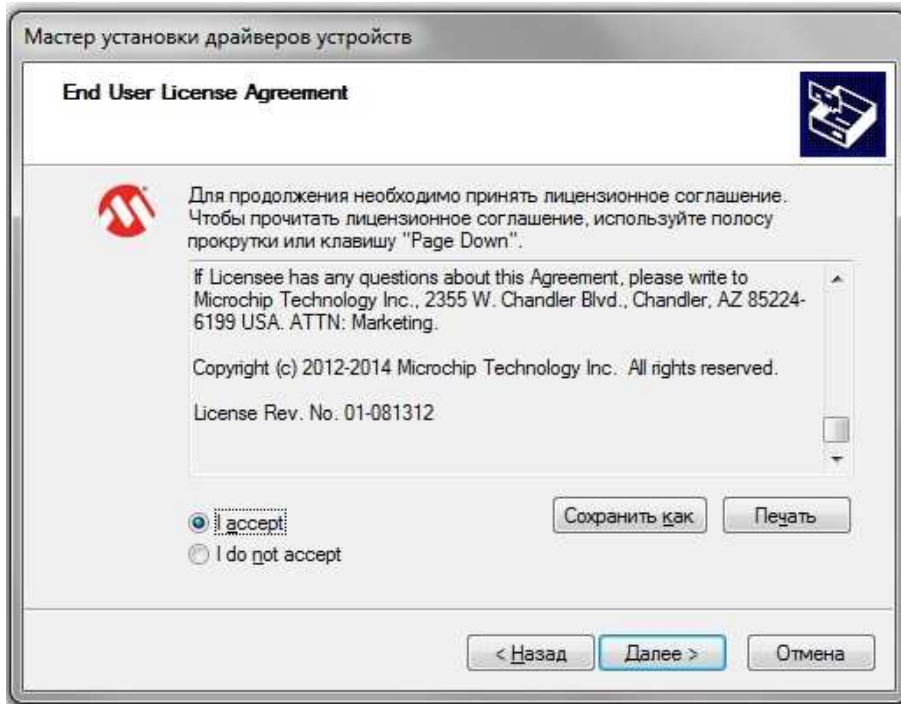 Мастер установки драйверов устройств
End User License Agreement
Для продолжения необходимо принять лицензионное соглашение.
Чтобы прочитать лицензионное соглашение, используйте полосу
прокрутки или клавишу "Page Down".
If Licensee has any questions about this Agreement, please write to
Microchip Technology Inc., 2355 W. Chandler Blvd., Chandler, AZ 85224-
6199 USA. ATTN: Marketing.
Copyright (c) 2012-2014 Microchip Technology Inc.  All rights reserved.
License Rev. No. 01-081312
I accept
Сохранить как
Печать
I do not accept
< Назад
Далее >
Отмена